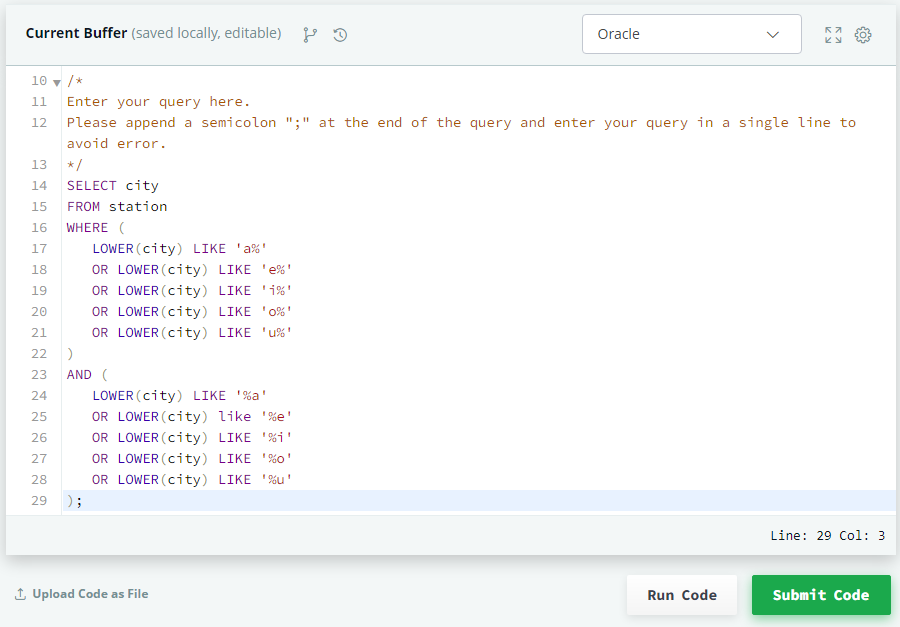 Current Buffer (saved locally, editable)
Oracle
10 /*
11 Enter your query here.
12 Please append a semicolon ";" at the end of the query and enter your query in a single line to
avoid error.
13 */
14 SELECT city
15 FROM station
16 WHERE (
17 LOWER(city) LIKE 'a%'
18 OR LOWER(city) LIKE 'e%'
19 OR LOWER(city) LIKE 'i%'
20 OR LOWER(city) LIKE 'o%'
21 OR LOWER(city) LIKE 'u%'
22 )
23 AND (
24 LOWER(city) LIKE '%a'
25 OR LOWER(city) like '%e'
26 OR LOWER(city) LIKE '%i'
27 OR LOWER(city) LIKE '%o'
28 OR LOWER(city) LIKE '%u'
29 );
Line: 29 Col: 3
Upload Code as File
Run Code
Submit Code